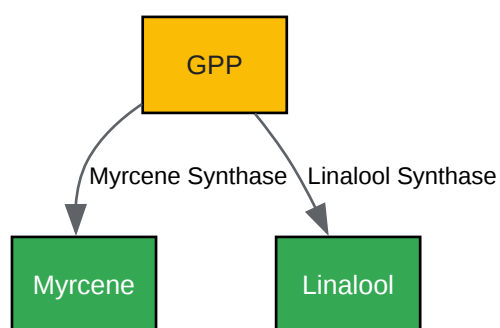 GPP
Myrcene Synthase
Linalool Synthase
Myrcene
Linalool